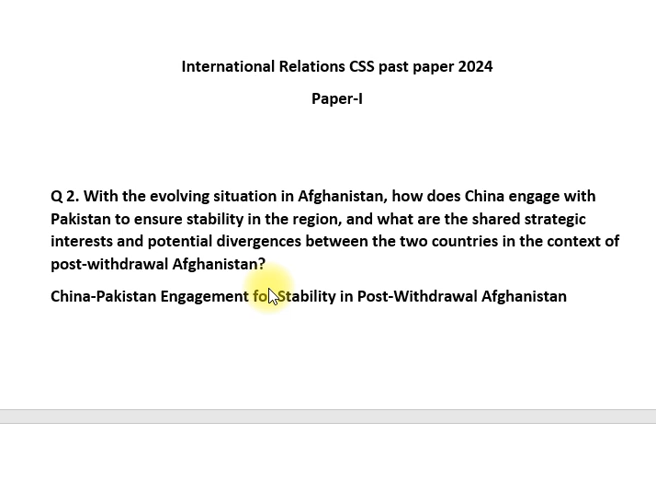 International Relations CSS past paper 2024
Paper-I
Q 2. With the evolving situation in Afghanistan, how does China engage with
Pakistan to ensure stability in the region, and what are the shared strategic
interests and potential divergences between the two countries in the context of
post-withdrawal Afghanistan?
China-Pakistan Engagement for Stability in Post-Withdrawal Afghanistan